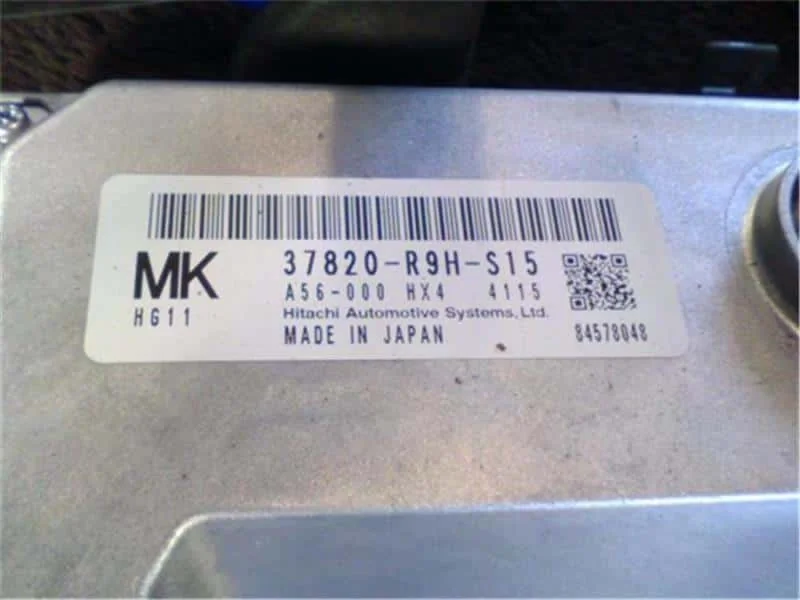 MK
37820-R9H-S15
A56-000 HX4 4115
HG11
Hitachi Automotive Systems, Ltd.
MADE IN JAPAN
84578048